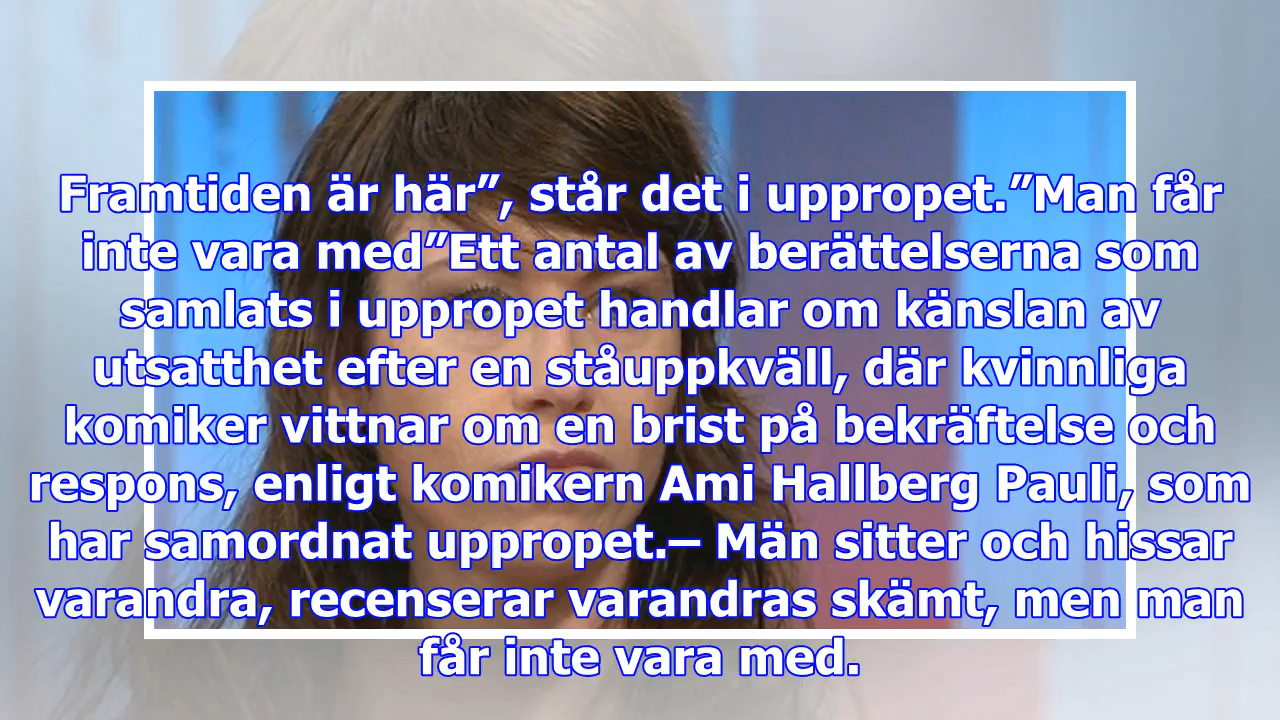 Framtiden är här”, står det i uppropet.”Man får
inte vara med”Ett antal av berättelserna som
samlats i uppropet handlar om känslan av
utsatthet efter en ståuppkväll, där kvinnliga
komiker vittnar om en brist på bekräftelse och
respons, enligt komikern Ami Hallberg Pauli, som
har samordnat uppropet.– Män sitter och hissar
varandra, recenserar varandras skämt, men man
får inte vara med.